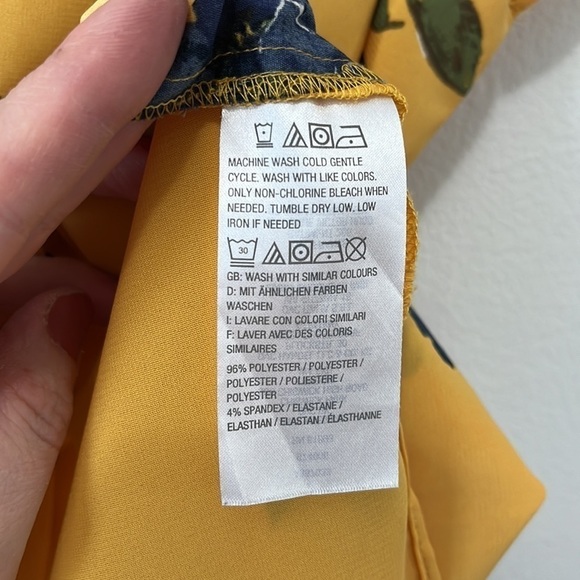 MACHINE WASH COLD GENTLE
CYCLE. WASH WITH LIKE COLORS.
ONLY NON-CHLORINE BLEACH WHEN
NEEDED. TUMBLE DRY LOW. LOW
IRON IF NEEDED
30
GB: WASH WITH SIMILAR COLOURS
D: MIT ÄHNLICHEN FARBEN
WASCHEN
I: LAVARE CON COLORI SIMILARI
F: LAVER AVEC DES COLORIS
SIMILAIRES
96% POLYESTER / POLYESTER /
POLYESTER / POLIESTERE /
POLYESTER
4% SPANDEX / ELASTANE /
ELASTHAN / ELASTAN / ÉLASTHANNE